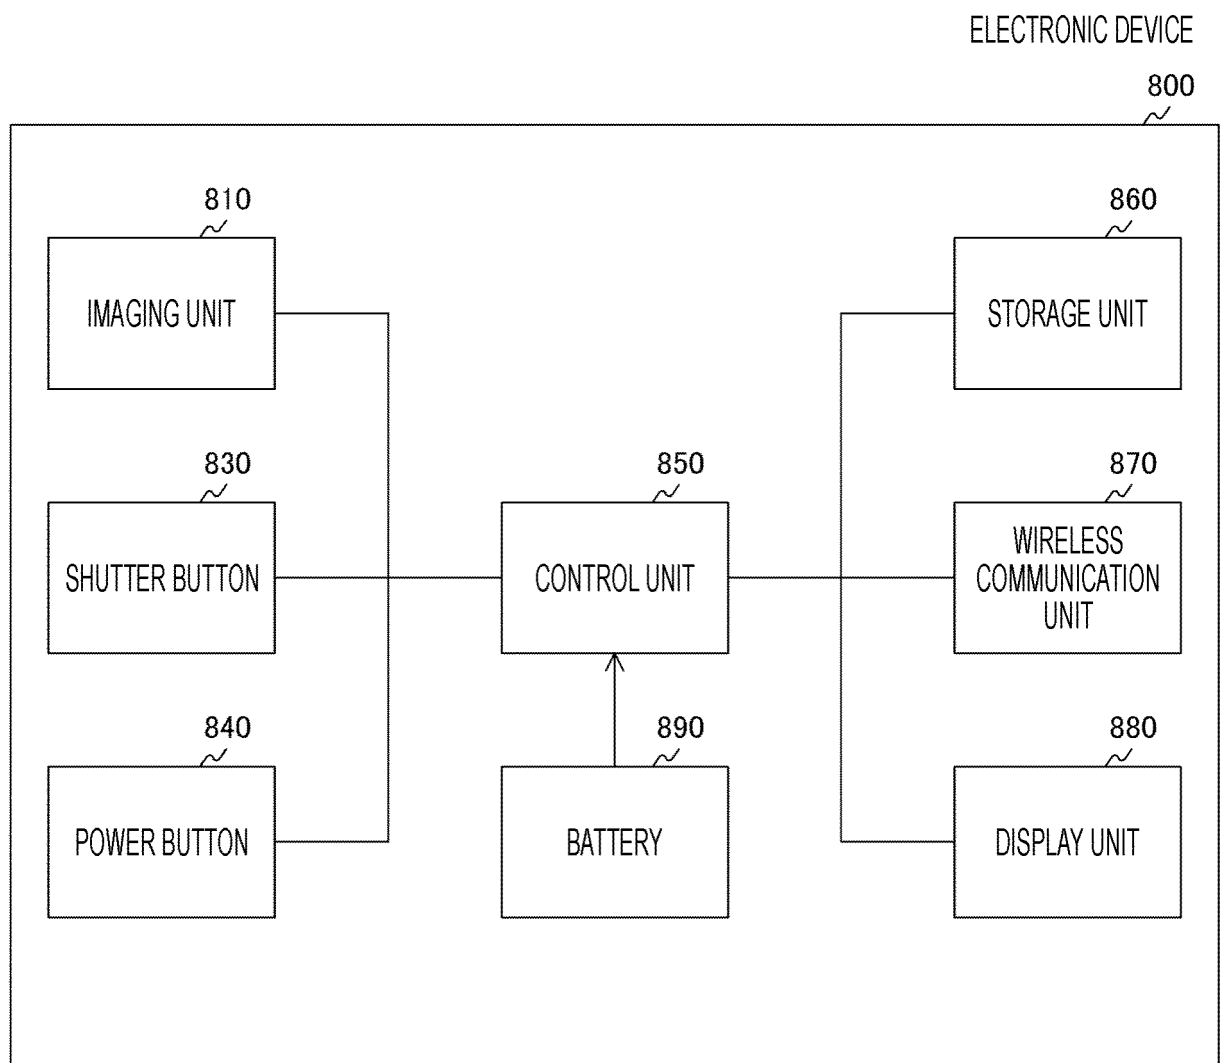 ELECTRONIC DEVICE
800
810
IMAGING UNIT
860
STORAGE UNIT
830
SHUTTER BUTTON
850
CONTROL UNIT
870
WIRELESS
COMMUNICATION
UNIT
840
POWER BUTTON
890
BATTERY
880
DISPLAY UNIT